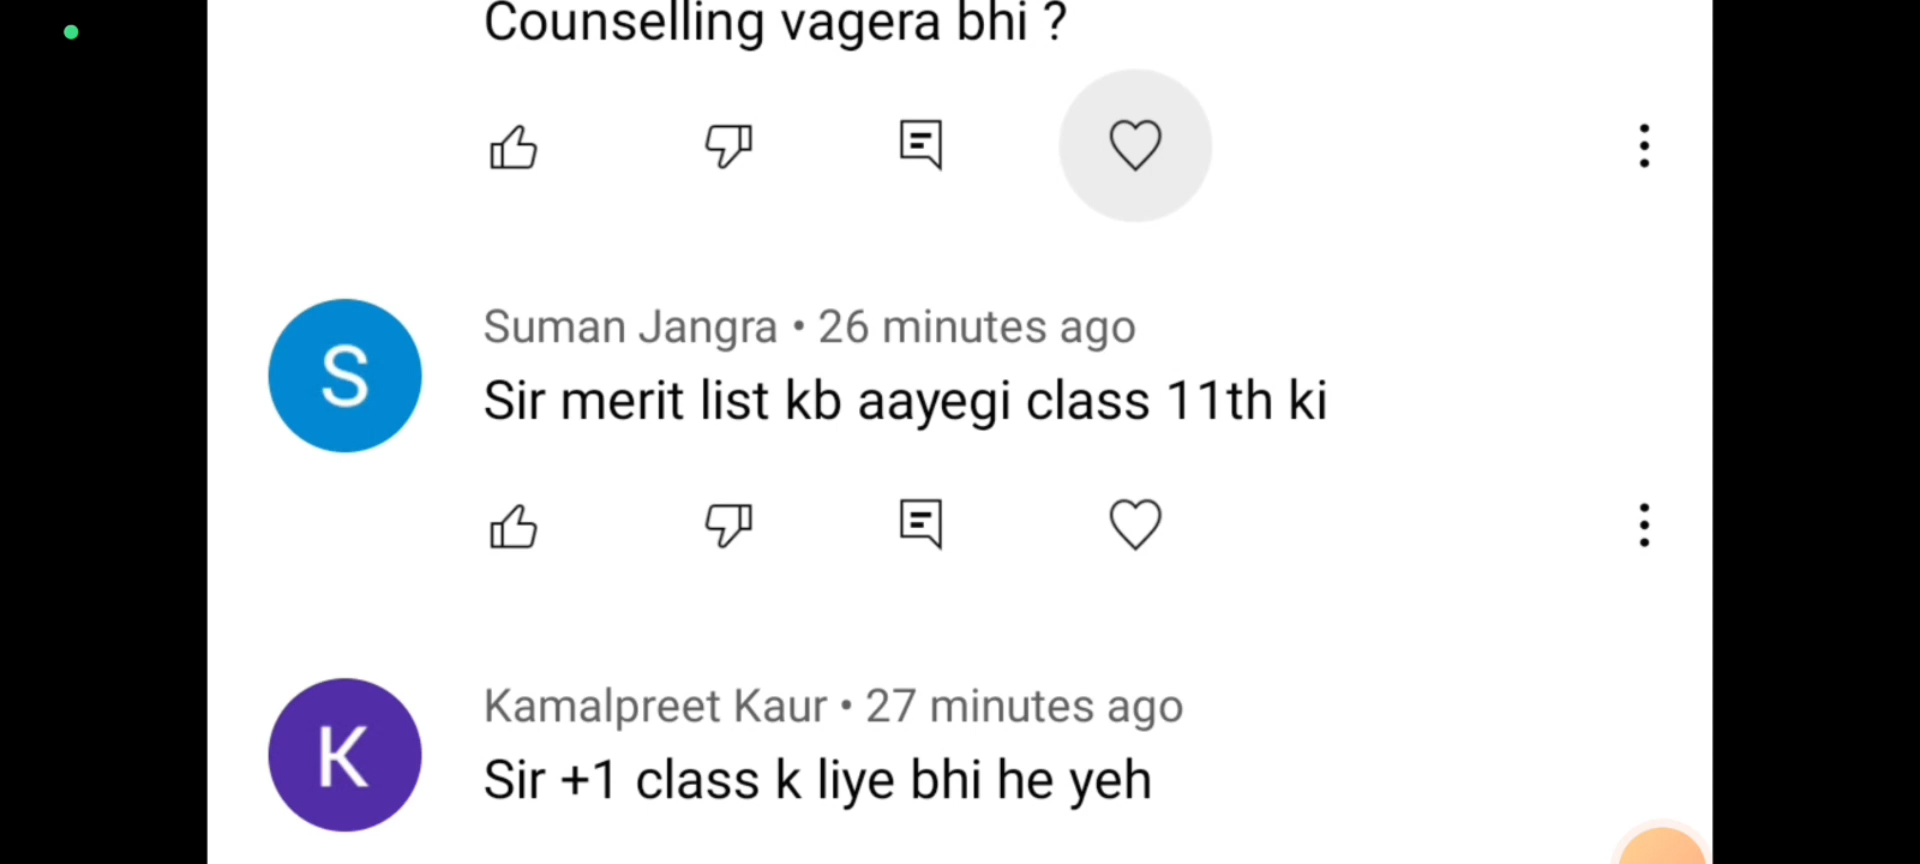 Counselling vagera bhi ?
Suman Jangra • 26 minutes ago
S
Sir merit list kb aayegi class 11th ki
Kamalpreet Kaur • 27 minutes ago
K
Sir +1 class k liye bhi he yeh